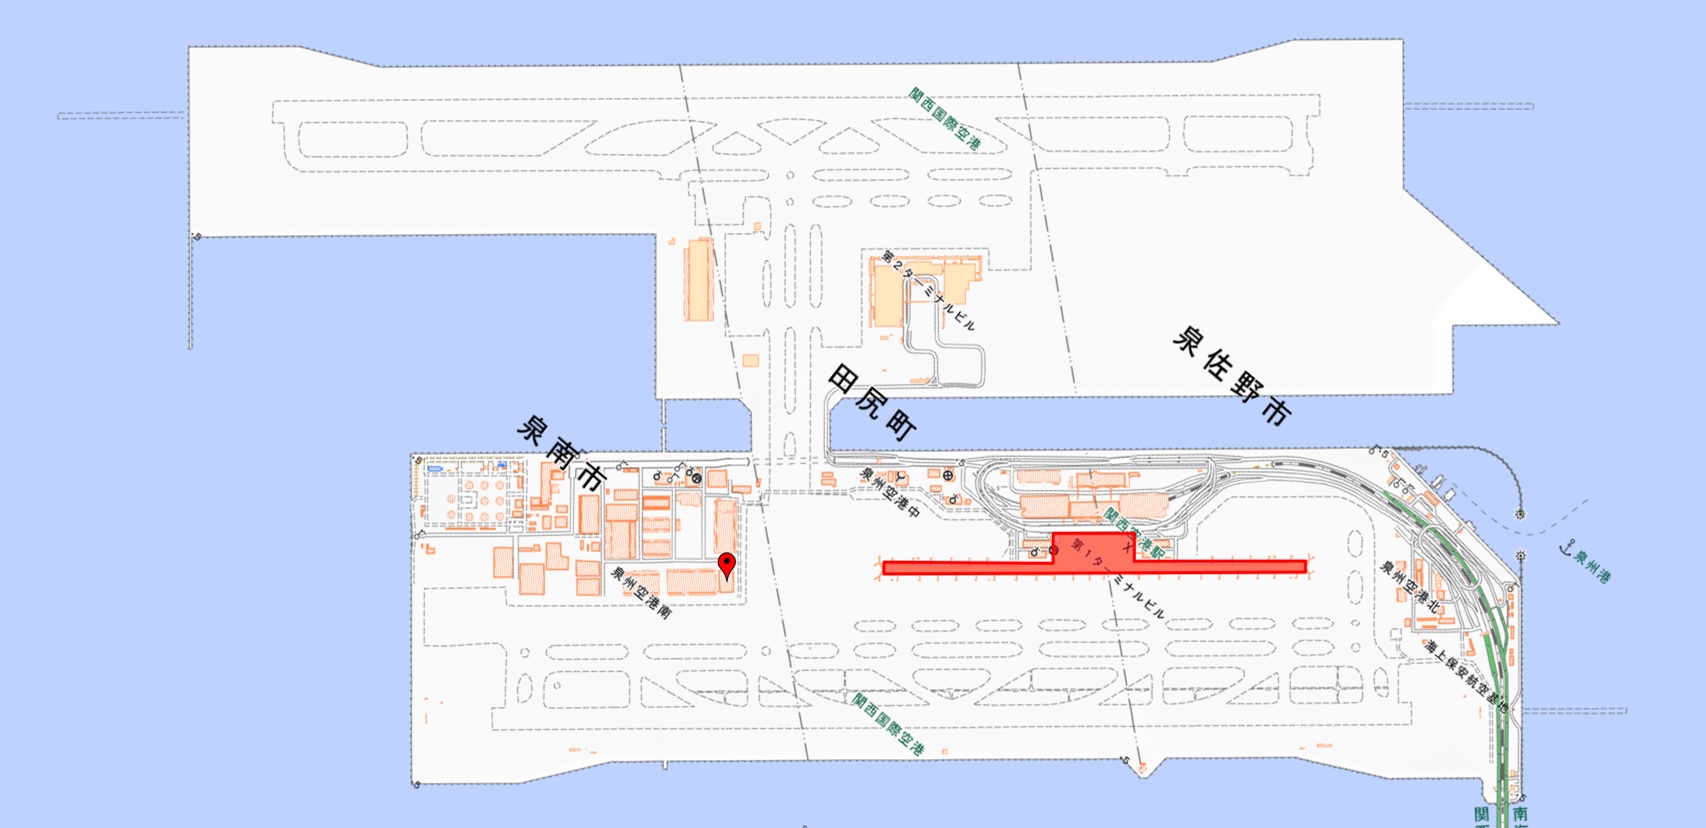 関西国際空港
第2ターミナルビル
泉佐野市
田尻町
泉南市
泉州空港中
関西空港駅
第1ターミナルビル
泉州港
泉州空港南
泉州空港北
海上保安航空基地
関西国際空港
関西
南海